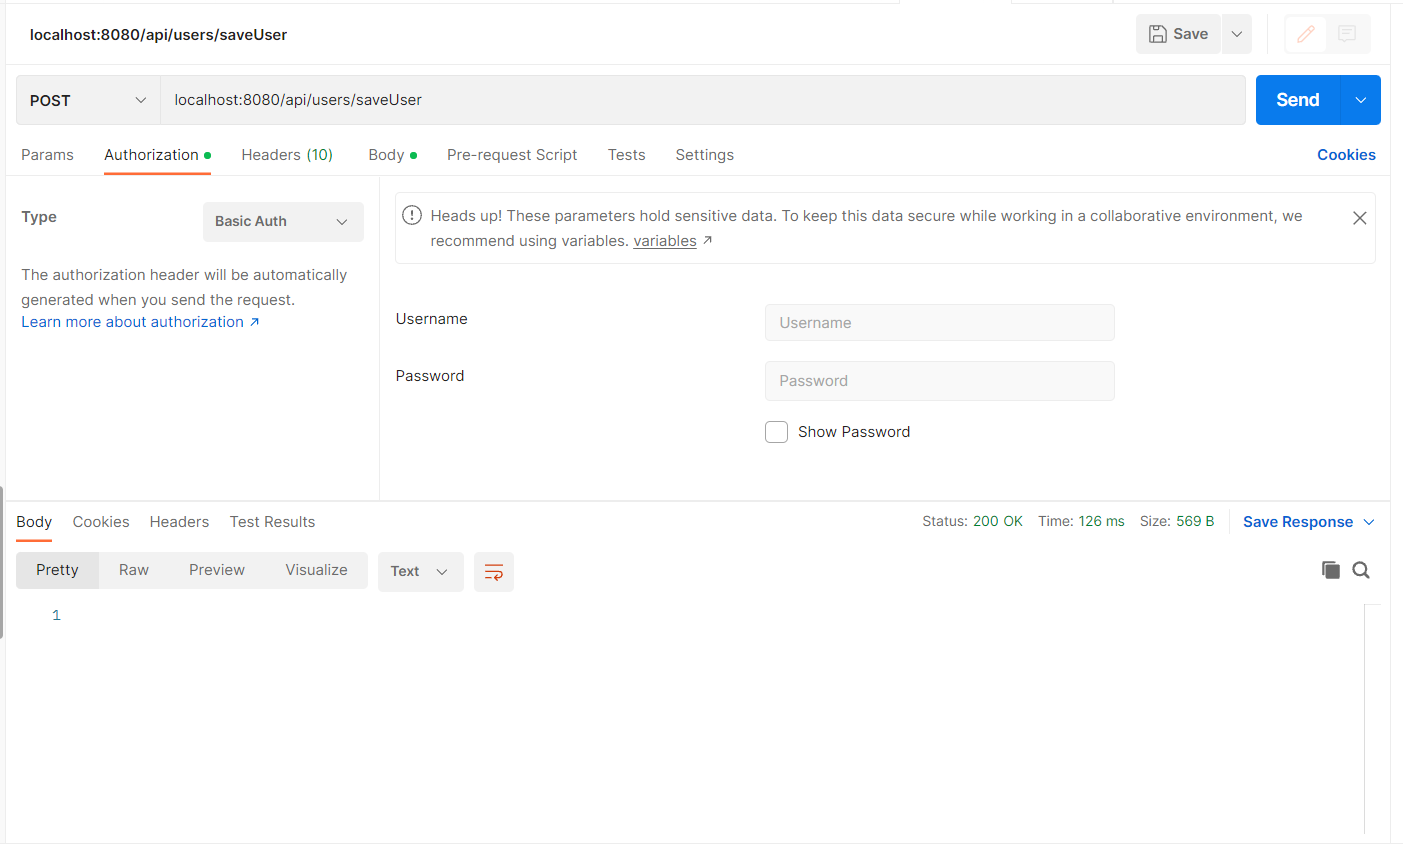 localhost:8080/api/users/saveUser
Save
POST
localhost:8080/api/users/saveUser
Send
Params
Authorization
Headers (10)
Body
Pre-request Script
Tests
Settings
Cookies
Type
Basic Auth
The authorization header will be automatically
generated when you send the request.
Learn more about authorization ↗
Heads up! These parameters hold sensitive data. To keep this data secure while working in a collaborative environment, we
recommend using variables. variables ↗
Username
Username
Password
Password
Show Password
Body
Cookies
Headers
Test Results
Status: 200 OK
Time: 126 ms
Size: 569 B
Save Response
Pretty
Raw
Preview
Visualize
Text
1